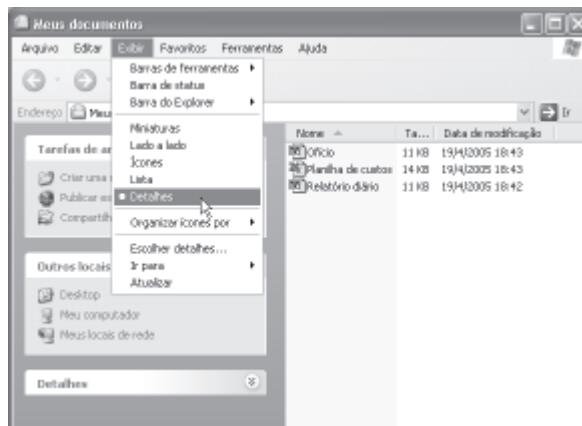 Meus documentos
Arquivo Editar Exibir Favoritos Ferramentas Ajuda
Barras de ferramentas
Barra de status
Barra do Explorer
Endereço Meu Ir
Miniaturas
Lado a lado
Ícones
Lista
Detalhes
Organizar ícones por
Escolher detalhes...
Ir para
Atualizar
Tarefas de ar
Criar uma
Publicar es
Compartilh
Outros locais
Desktop
Meu computador
Meus locais de rede
Detalhes
Nome Ta... Data de modificação
Ofício 11 KB 19/4/2005 18:43
Planilha de custos 14 KB 19/4/2005 18:43
Relatório diário 11 KB 19/4/2005 18:42